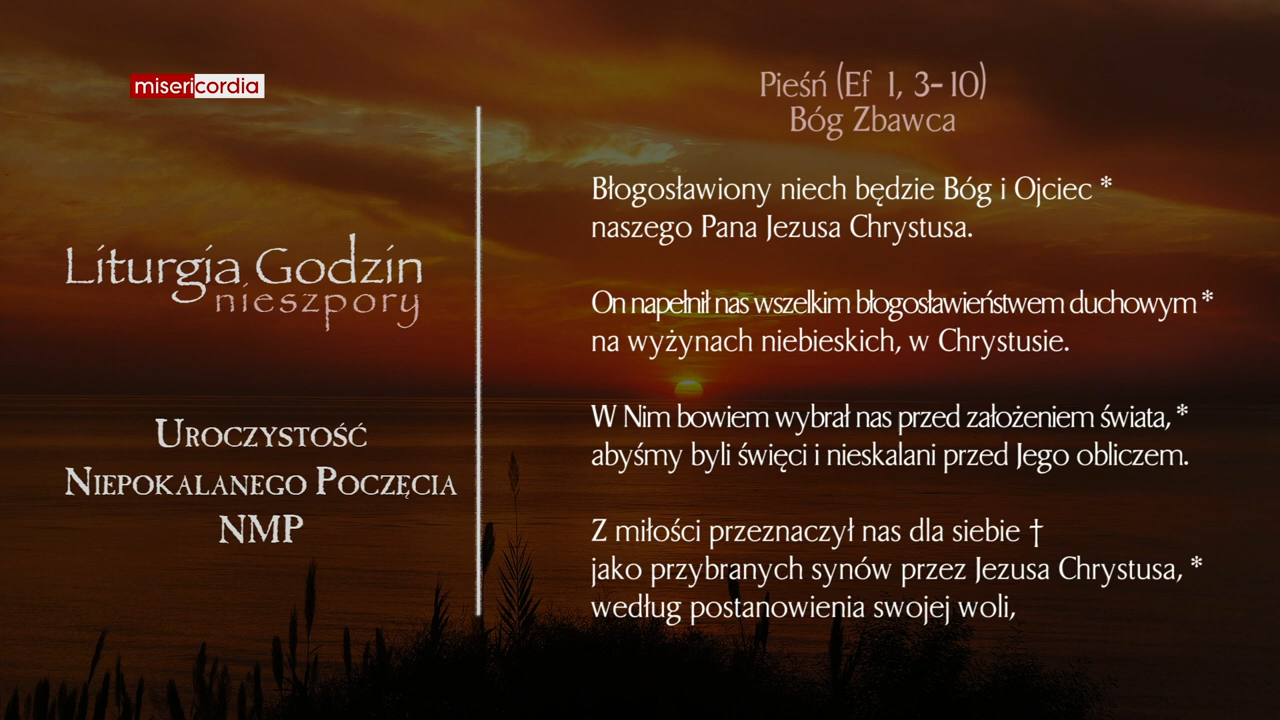 misericordia
Liturgia Godzin
nieszpory
Uroczystość
Niepokalanego Poczęcia
NMP
Pieśń (Ef 1, 3-10)
Bóg Zbawca
Błogosławiony niech będzie Bóg i Ojciec *
naszego Pana Jezusa Chrystusa.
On napełnił nas wszelkim błogosławieństwem duchowym *
na wyżynach niebieskich, w Chrystusie.
W Nim bowiem wybrał nas przed założeniem świata, *
abyśmy byli święci i nieskalani przed Jego obliczem.
Z miłości przeznaczył nas dla siebie †
jako przybranych synów przez Jezusa Chrystusa, *
według postanowienia swojej woli,